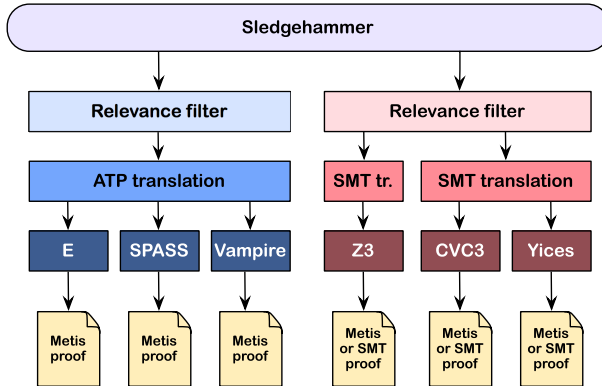 Sledgehammer
Relevance filter
Relevance filter
ATP translation
SMT tr.
SMT translation
E
SPASS
Vampire
Z3
CVC3
Yices
Metis
proof
Metis
proof
Metis
proof
Metis
or SMT
proof
Metis
or SMT
proof
Metis
or SMT
proof